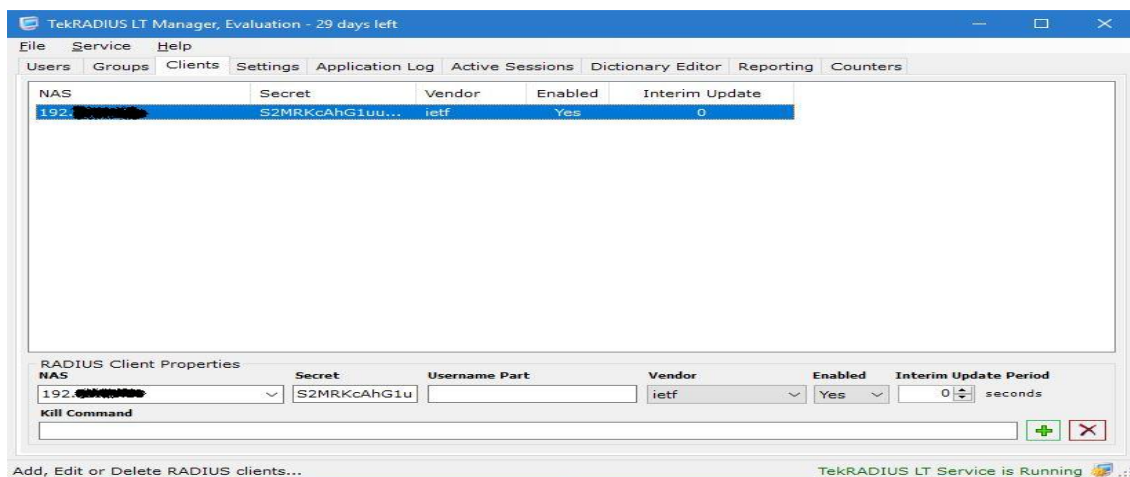 TekRADIUS LT Manager, Evaluation - 29 days left
File Service Help
Users Groups Clients Settings Application Log Active Sessions Dictionary Editor Reporting Counters
NAS Secret Vendor Enabled Interim Update
192. S2MRKcAhG1uu... ietf Yes 0
RADIUS Client Properties
NAS Secret Username Part Vendor Enabled Interim Update Period
192. S2MRKcAhG1u ietf Yes 0 seconds
Kill Command
Add, Edit or Delete RADIUS clients... TekRADIUS LT Service is Running